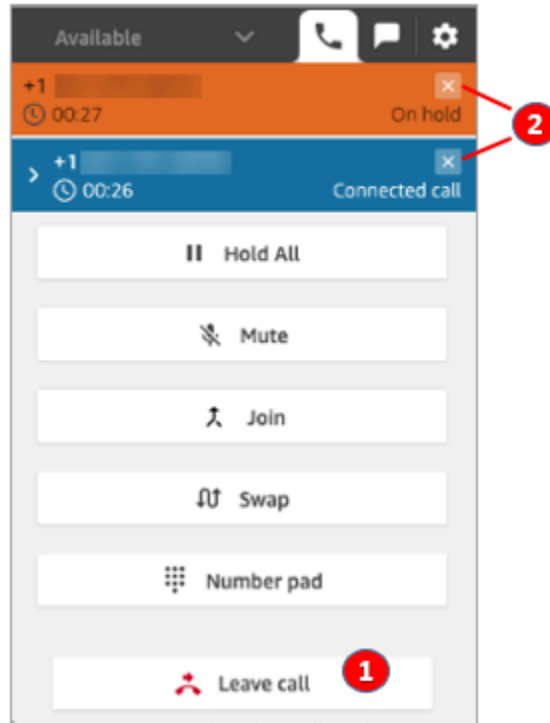 Available
+1
00:27
On hold
2
+1
00:26
Connected call
Hold All
Mute
Join
Swap
Number pad
Leave call
1